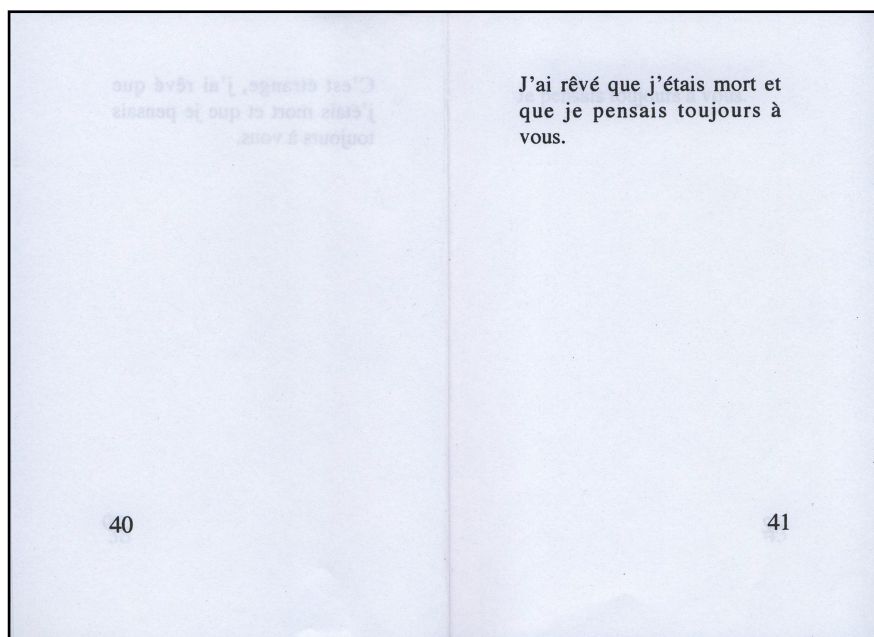 40
J'ai rêvé que j'étais mort et
que je pensais toujours à
vous.
41